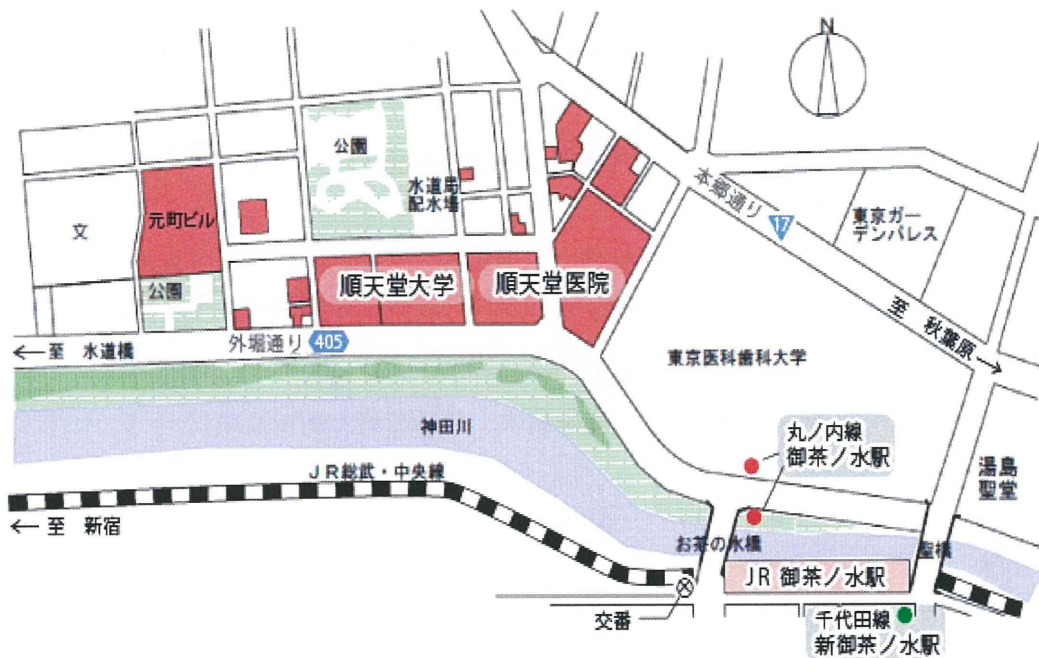 N
公園
水道局
配水場
本郷通り
17
東京ガー
デンパレス
文
元町ビル
公園
順天堂大学
順天堂医院
外堀通り 405
←至 水道橋
至 秋葉原→
東京医科歯科大学
神田川
丸ノ内線
御茶ノ水駅
湯島
聖堂
JR総武・中央線
←至 新宿
お茶の水橋
聖橋
JR 御茶ノ水駅
交番
千代田線
新御茶ノ水駅